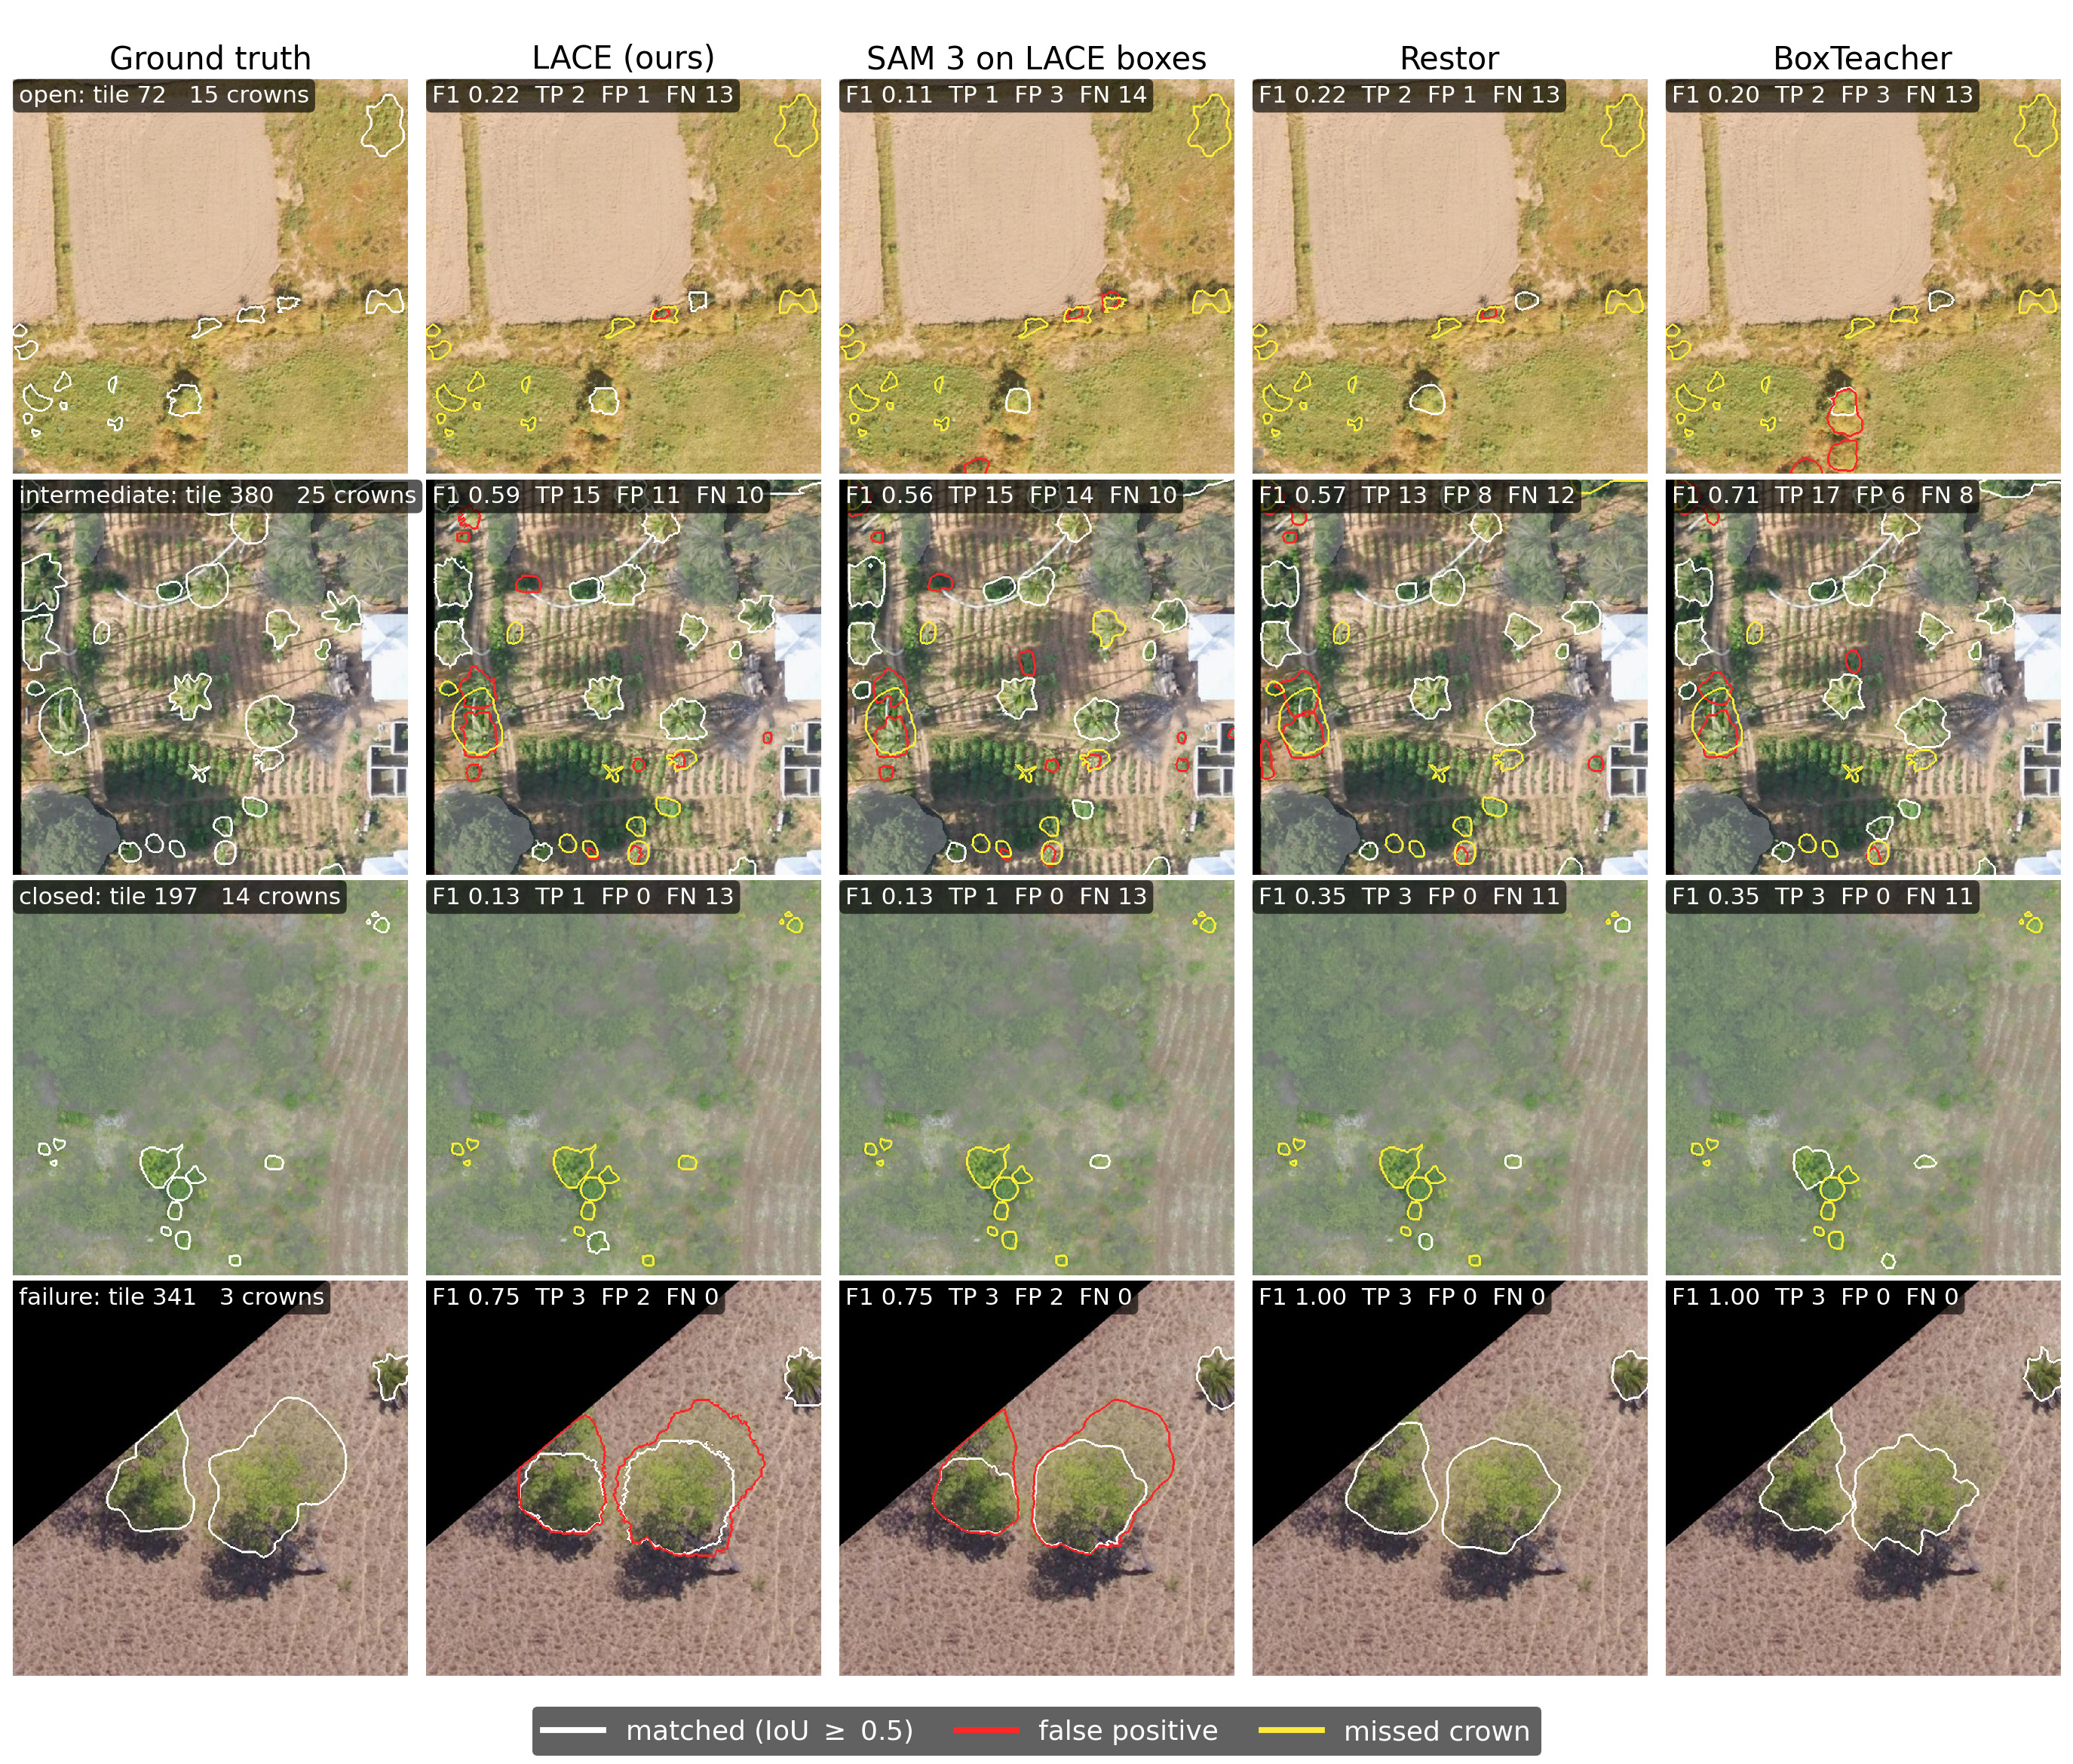 Ground truth
LACE (ours)
SAM 3 on LACE boxes
Restor
BoxTeacher
open: tile 72 15 crowns
F1 0.22 TP 2 FP 1 FN 13
F1 0.11 TP 1 FP 3 FN 14
F1 0.22 TP 2 FP 1 FN 13
F1 0.20 TP 2 FP 3 FN 13
intermediate: tile 380 25 crowns
F1 0.59 TP 15 FP 11 FN 10
F1 0.56 TP 15 FP 14 FN 10
F1 0.57 TP 13 FP 8 FN 12
F1 0.71 TP 17 FP 6 FN 8
closed: tile 197 14 crowns
F1 0.13 TP 1 FP 0 FN 13
F1 0.13 TP 1 FP 0 FN 13
F1 0.35 TP 3 FP 0 FN 11
F1 0.35 TP 3 FP 0 FN 11
failure: tile 341 3 crowns
F1 0.75 TP 3 FP 2 FN 0
F1 0.75 TP 3 FP 2 FN 0
F1 1.00 TP 3 FP 0 FN 0
F1 1.00 TP 3 FP 0 FN 0
matched (IoU ≥ 0.5)
false positive
missed crown